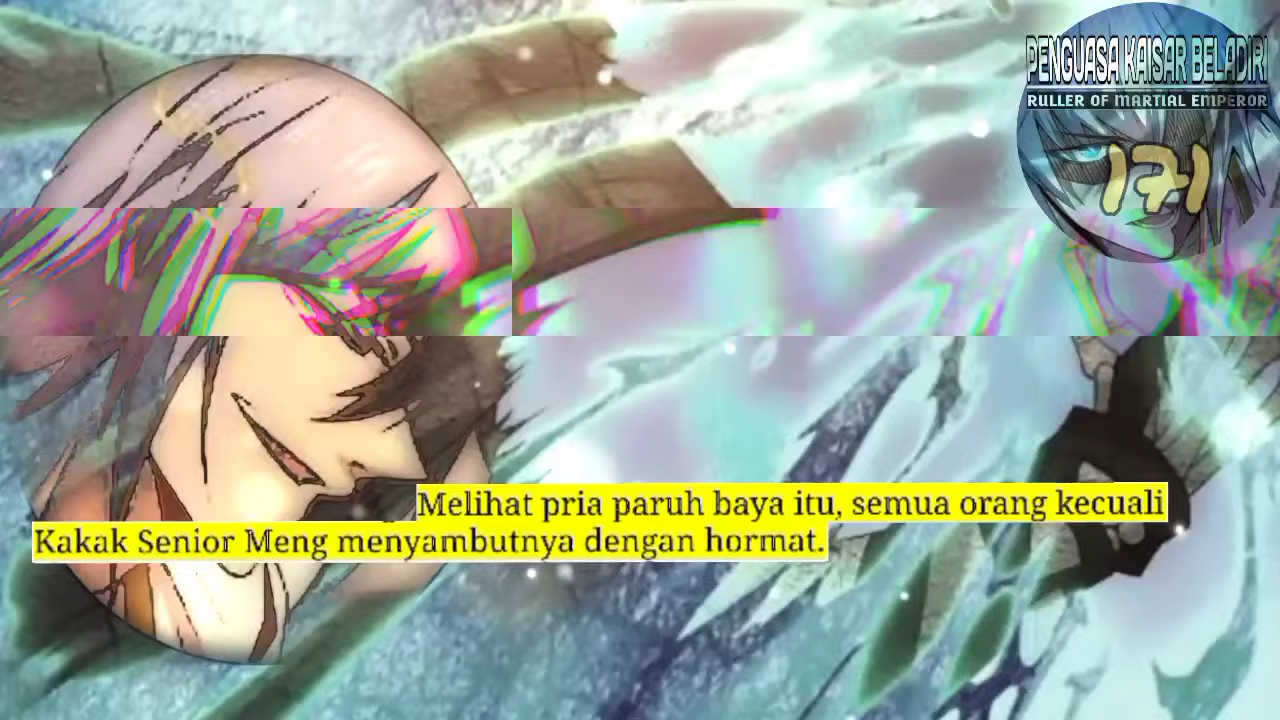 PENGUASA KAISAR BELADIRI
RULLER OF MARTIAL EMPEROR
171
Melihat pria paruh baya itu, semua orang kecuali
Kakak Senior Meng menyambutnya dengan hormat.